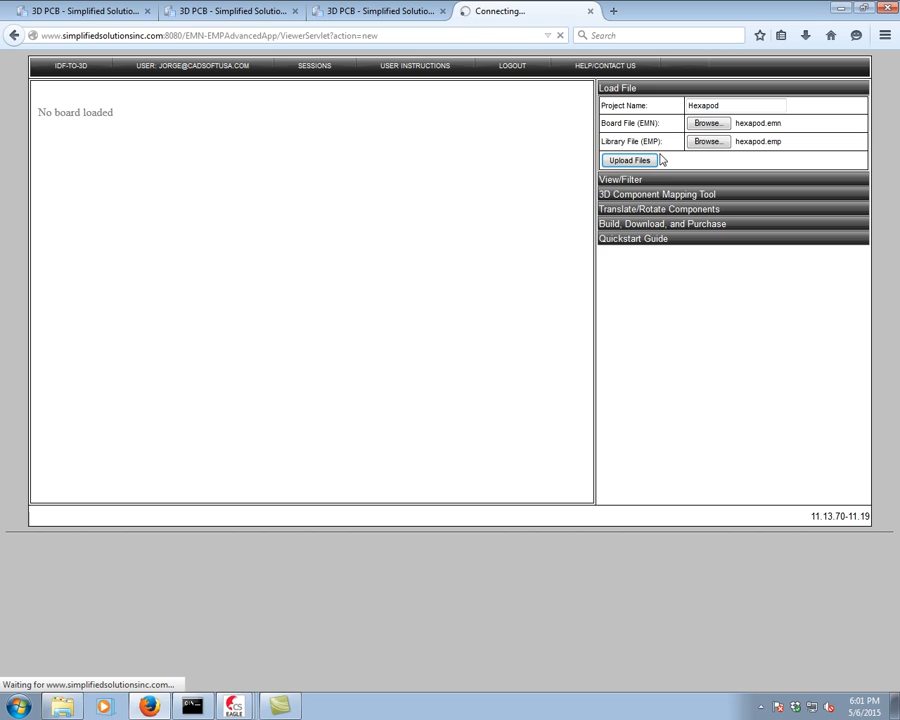 3D PCB - Simplified Solutio...
3D PCB - Simplified Solutio...
3D PCB - Simplified Solutio...
Connecting...
www.simplifiedsolutionsinc.com:8080/EMN-EMPAdvancedApp/ViewerServlet?action=new
Search
IDF-TO-3D
USER: JORGE@CADSOFTUSA.COM
SESSIONS
USER INSTRUCTIONS
LOGOUT
HELP/CONTACT US
No board loaded
Load File
Project Name: Hexapod
Board File (EMN): Browse... hexapod.emn
Library File (EMP): Browse... hexapod.emp
Upload Files
View/Filter
3D Component Mapping Tool
Translate/Rotate Components
Build, Download, and Purchase
Quickstart Guide
11.13.70-11.19
Waiting for www.simplifiedsolutionsinc.com...
CS
EAGLE
6:01 PM
5/6/2015